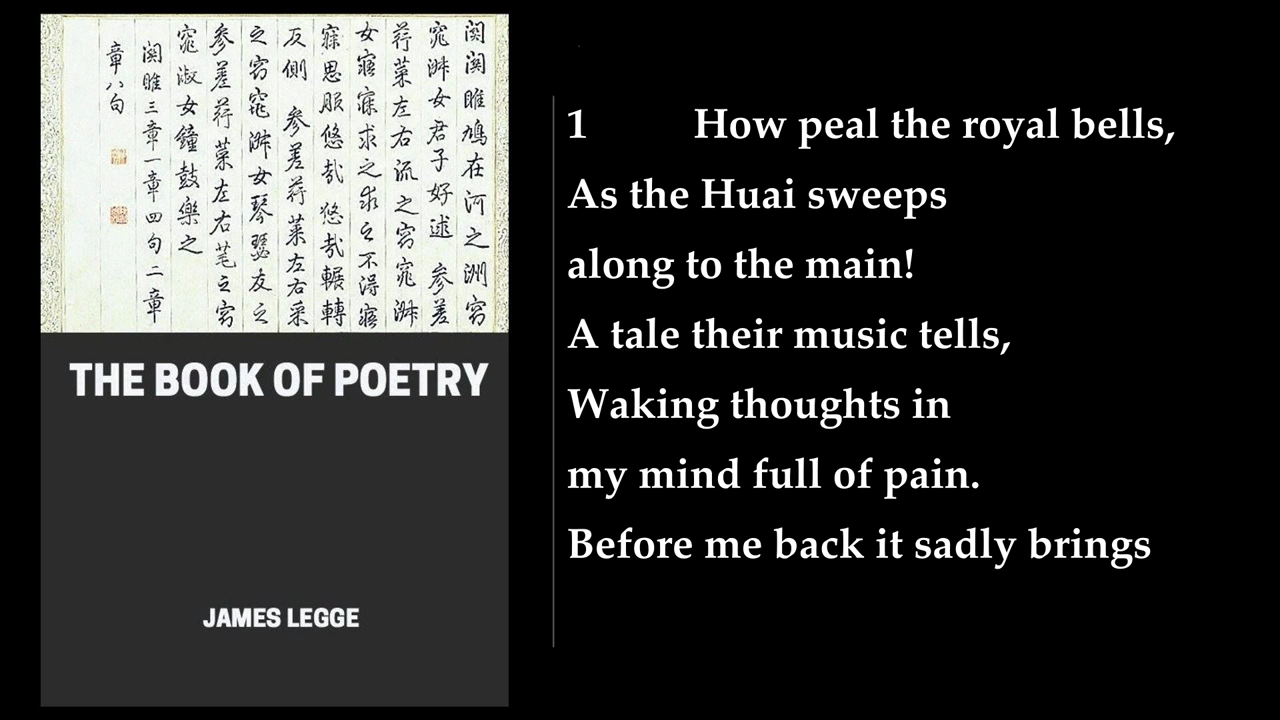 關關雎鳩在河之洲窈
窕淑女君子好逑 參差
荇菜左右流之窈窕淑
女寤寐求之求之不得寤
寐思服悠哉悠哉輾轉
反側 參差荇菜左右采
之窈窕淑女琴瑟友之
參差荇菜左右芼之窈
窕淑女鐘鼓樂之
關雎三章一章四句二章
章八句
THE BOOK OF POETRY
JAMES LEGGE
1 How peal the royal bells,
As the Huai sweeps
along to the main!
A tale their music tells,
Waking thoughts in
my mind full of pain.
Before me back it sadly brings